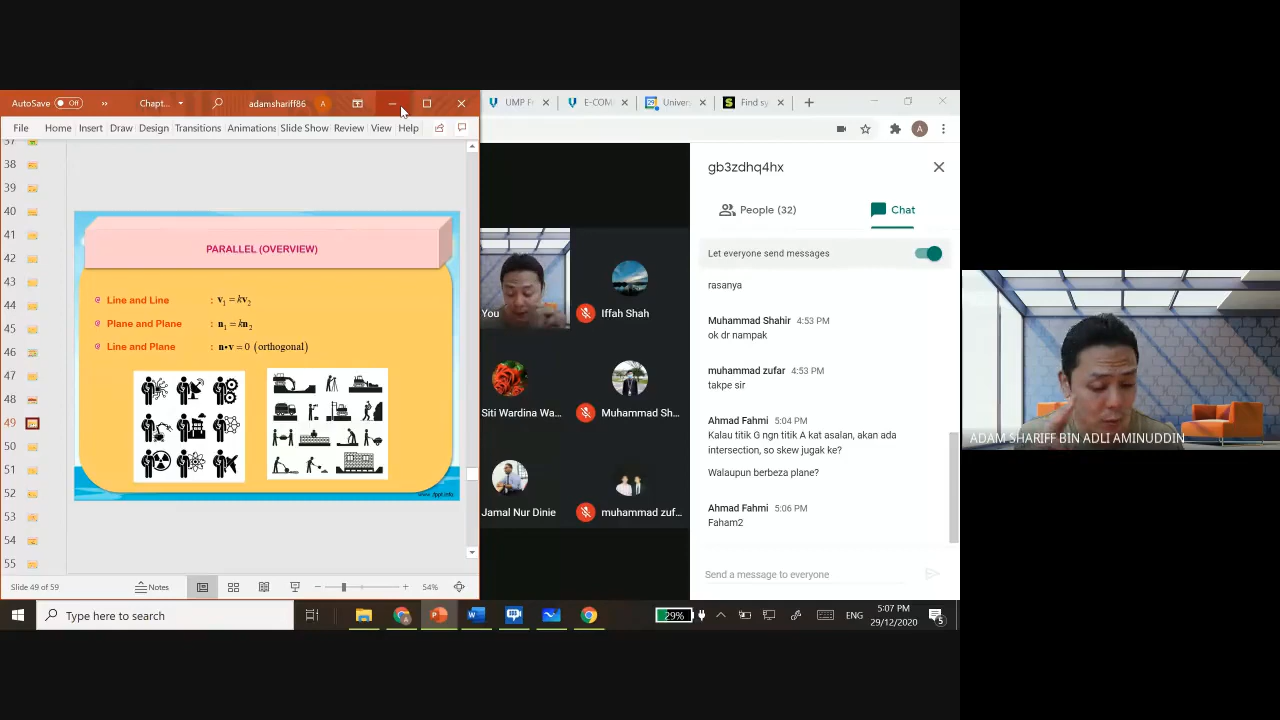 AutoSave Off » Chapt... adamshariff86 A
File Home Insert Draw Design Transitions Animations Slide Show Review View Help
37
38
39
40
41
42
43
44
45
46
47
48
49
50
51
52
53
54
55
PARALLEL (OVERVIEW)
Line and Line : v₁ = kv₂
Plane and Plane : n₁ = kn₂
Line and Plane : n•v = 0 (orthogonal)
Slide 49 of 59
Notes
54%
UMP F
E-COM
Univer
Find sy
A
You
Iffah Shah
Siti Wardina Wa...
Muhammad Sh...
Jamal Nur Dinie
muhammad zuf...
gb3zdhq4hx
People (32) Chat
Let everyone send messages
rasanya
Muhammad Shahir 4:53 PM
ok dr nampak
muhammad zufar 4:53 PM
takpe sir
Ahmad Fahmi 5:04 PM
Kalau titik G ngn titik A kat asalan, akan ada
intersection, so skew jugak ke?
Walaupun berbeza plane?
Ahmad Fahmi 5:06 PM
Faham2
Send a message to everyone
Type here to search
29%
ENG
5:07 PM
29/12/2020
5
ADAM SHARIFF BIN ADLI AMINUDDIN